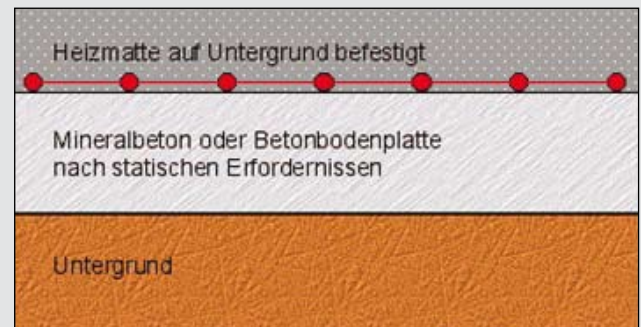 Heizmatte auf Untergrund befestigt
Mineralbeton oder Betonbodenplatte
nach statischen Erfordernissen
Untergrund